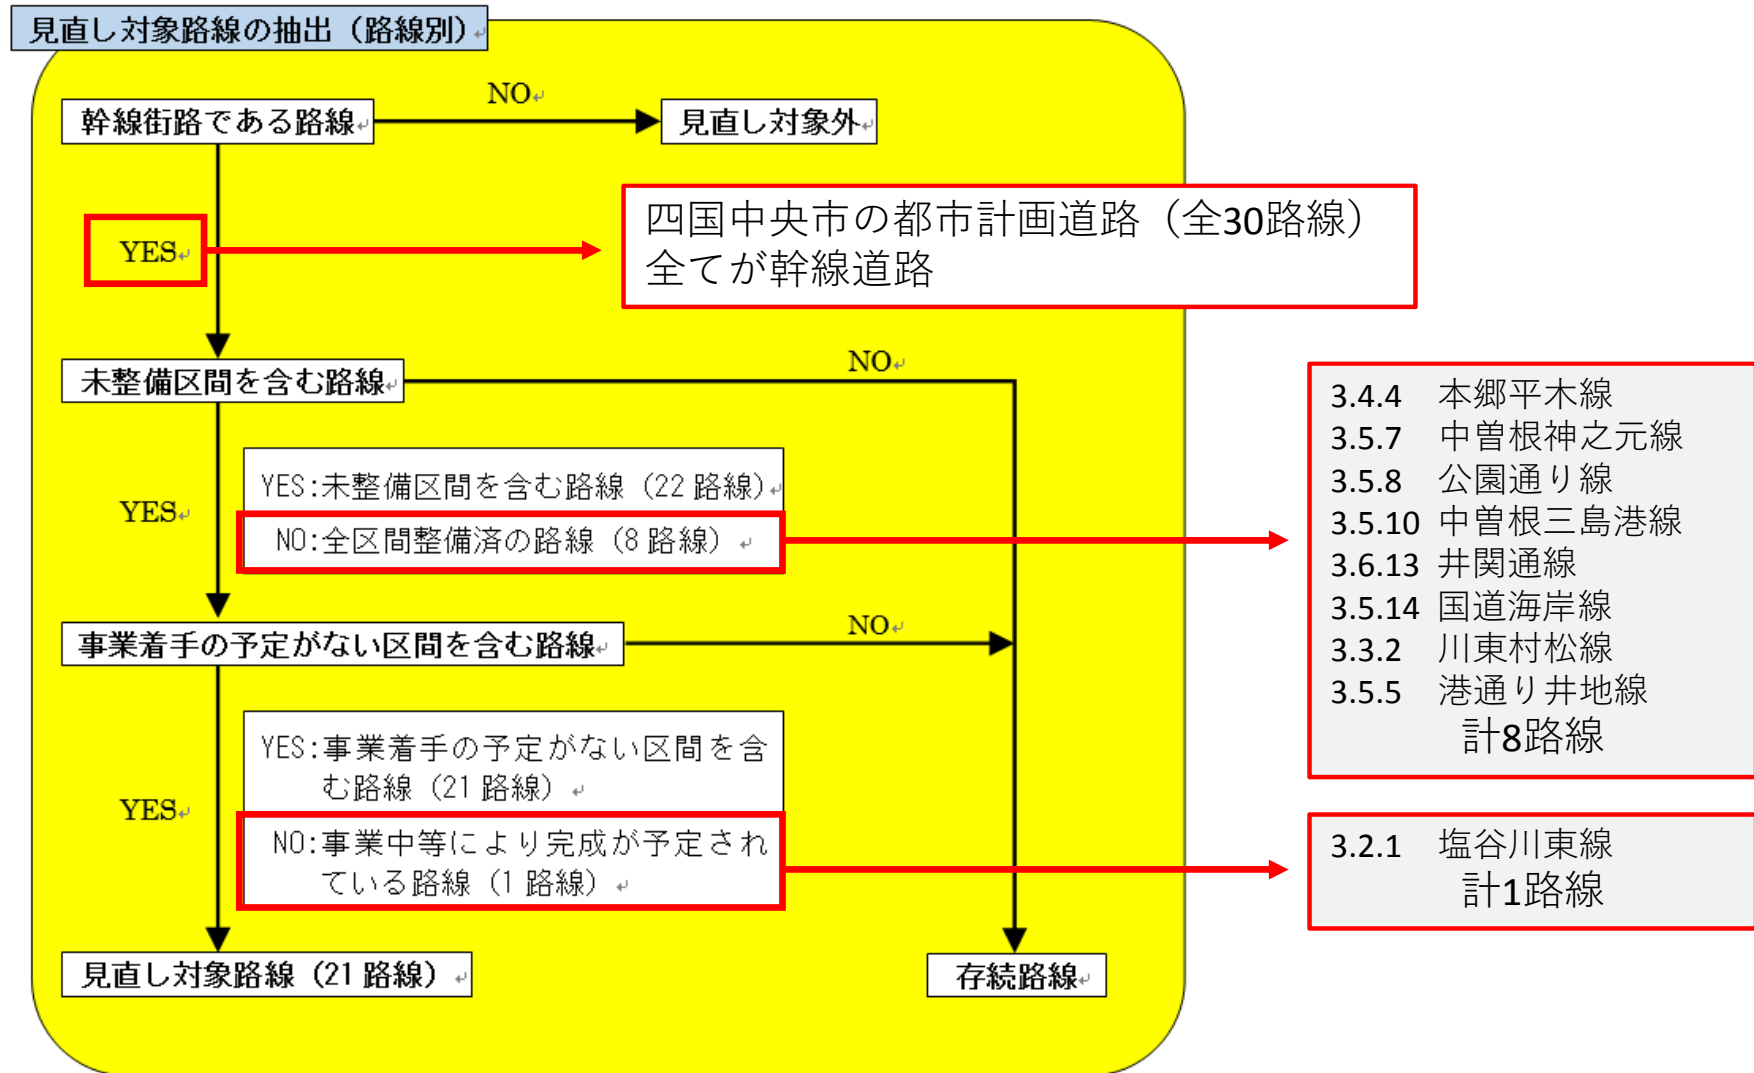 見直し対象路線の抽出（路線別）
NO
幹線街路である路線
見直し対象外
YES
四国中央市の都市計画道路（全30路線）
全てが幹線道路
NO
未整備区間を含む路線
YES:未整備区間を含む路線（22 路線）
YES
NO:全区間整備済の路線（8 路線）
3.4.4 本郷平木線
3.5.7 中曽根神之元線
3.5.8 公園通り線
3.5.10 中曽根三島港線
3.6.13 井関通線
3.5.14 国道海岸線
3.3.2 川東村松線
3.5.5 港通り井地線
計8路線
NO
事業着手の予定がない区間を含む路線
YES:事業着手の予定がない区間を含
む路線（21 路線）
YES
NO:事業中等により完成が予定され
ている路線（1 路線）
3.2.1 塩谷川東線
計1路線
見直し対象路線（21 路線）
存続路線